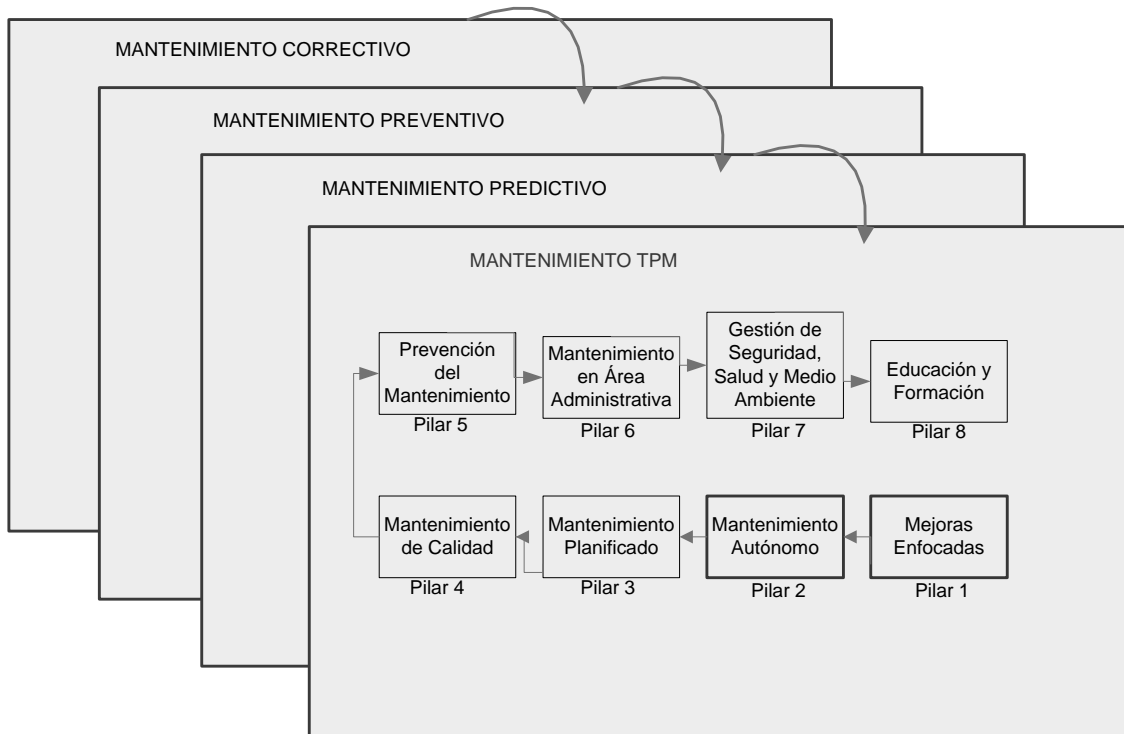 MANTENIMIENTO CORRECTIVO
MANTENIMIENTO PREVENTIVO
MANTENIMIENTO PREDICTIVO
MANTENIMIENTO TPM
Prevención
del
Mantenimiento
Pilar 5
Mantenimiento
en Área
Administrativa
Pilar 6
Gestión de
Seguridad,
Salud y Medio
Ambiente
Pilar 7
Educación y
Formación
Pilar 8
Mantenimiento
de Calidad
Pilar 4
Mantenimiento
Planificado
Pilar 3
Mantenimiento
Autónomo
Pilar 2
Mejoras
Enfocadas
Pilar 1